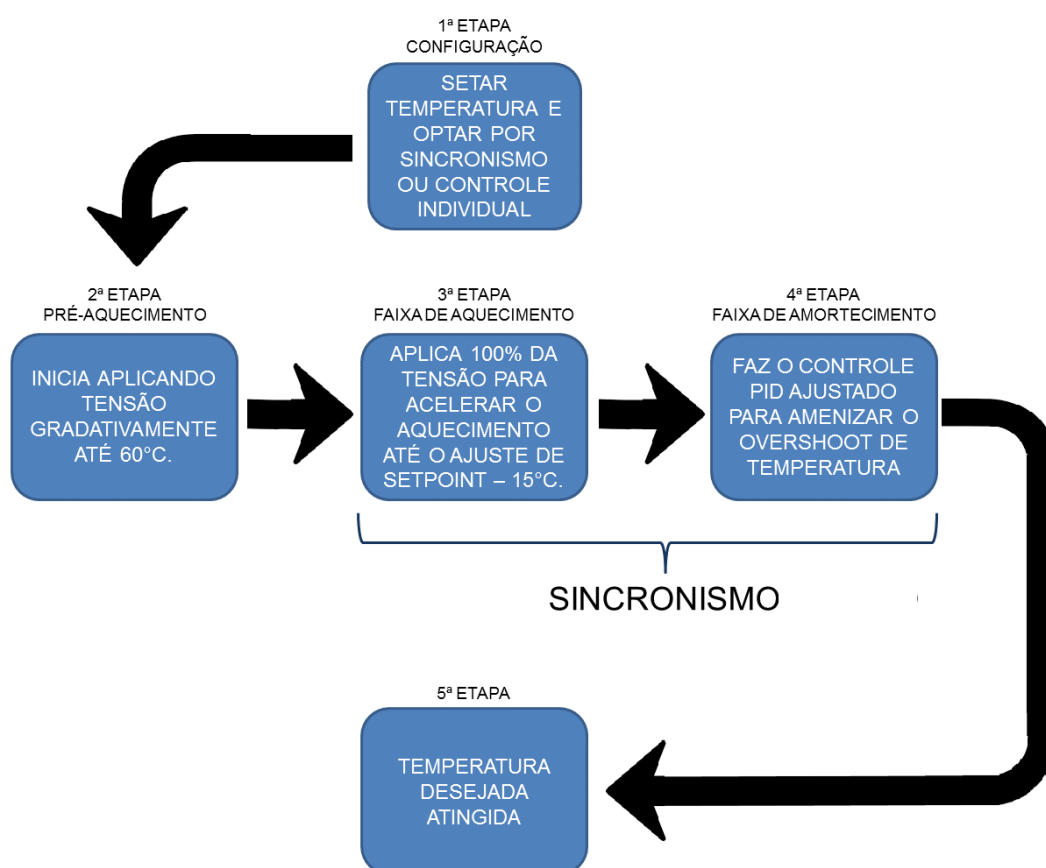 1ª ETAPA
CONFIGURAÇÃO
SETAR
TEMPERATURA E
OPTAR POR
SINCRONISMO
OU CONTROLE
INDIVIDUAL
2ª ETAPA
PRÉ-AQUECIMENTO
INICIA APLICANDO
TENSÃO
GRADATIVAMENTE
ATÉ 60°C.
3ª ETAPA
FAIXA DE AQUECIMENTO
APLICA 100% DA
TENSÃO PARA
ACELERAR O
AQUECIMENTO
ATÉ O AJUSTE DE
SETPOINT – 15°C.
4ª ETAPA
FAIXA DE AMORTECIMENTO
FAZ O CONTROLE
PID AJUSTADO
PARA AMENIZAR O
OVERSHOOT DE
TEMPERATURA
SINCRONISMO
5ª ETAPA
TEMPERATURA
DESEJADA
ATINGIDA